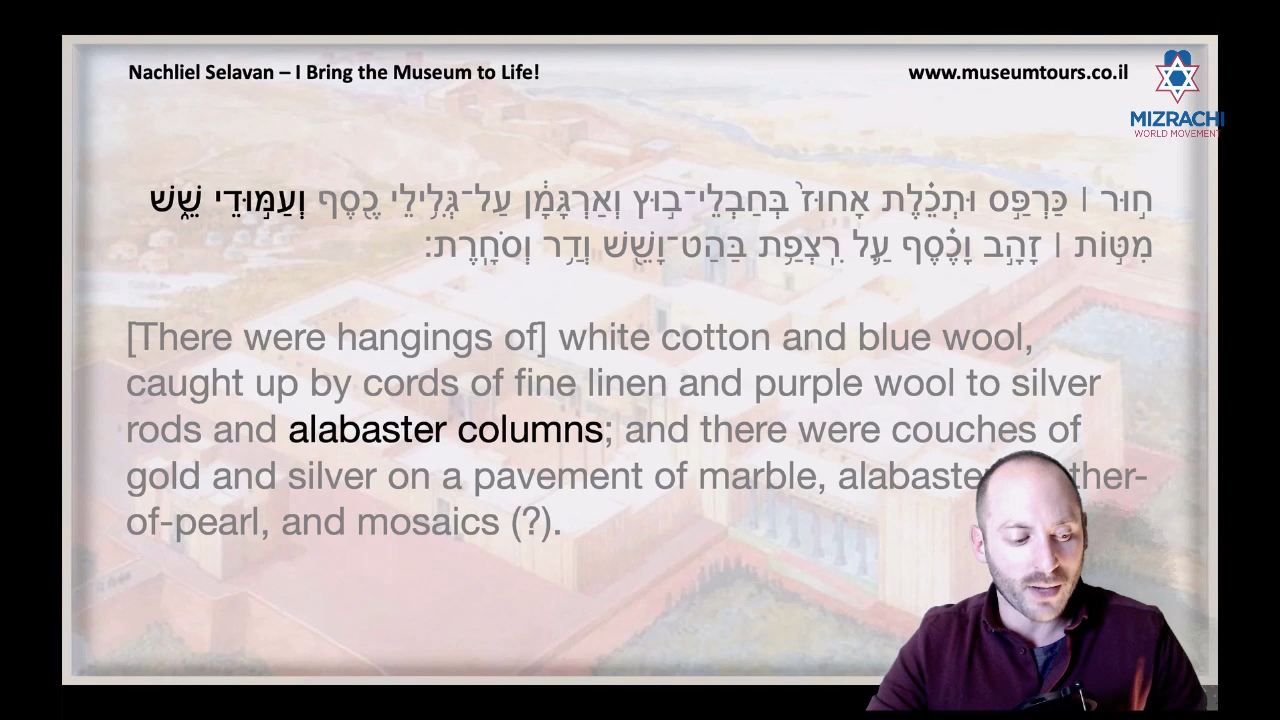 Nachliel Selavan – I Bring the Museum to Life!
www.museumtours.co.il
MIZRACHI
WORLD MOVEMENT
ח֣וּר ׀ כַּרְפַּ֣ס וּתְכֵ֗לֶת אָחוּז֙ בְּחַבְלֵי־ב֣וּץ וְאַרְגָּמָ֔ן עַל־גְּלִ֥ילֵי כֶ֖סֶף וְעַמּ֣וּדֵי שֵׁ֑שׁ
מִטּ֣וֹת ׀ זָהָ֣ב וָכֶ֗סֶף עַ֛ל רִֽצְפַ֥ת בַּהַט־וָשֵׁ֖שׁ וְדַ֥ר וְסֹחָֽרֶת׃
[There were hangings of] white cotton and blue wool,
caught up by cords of fine linen and purple wool to silver
rods and alabaster columns; and there were couches of
gold and silver on a pavement of marble,
of-pearl, and mosaics (?).